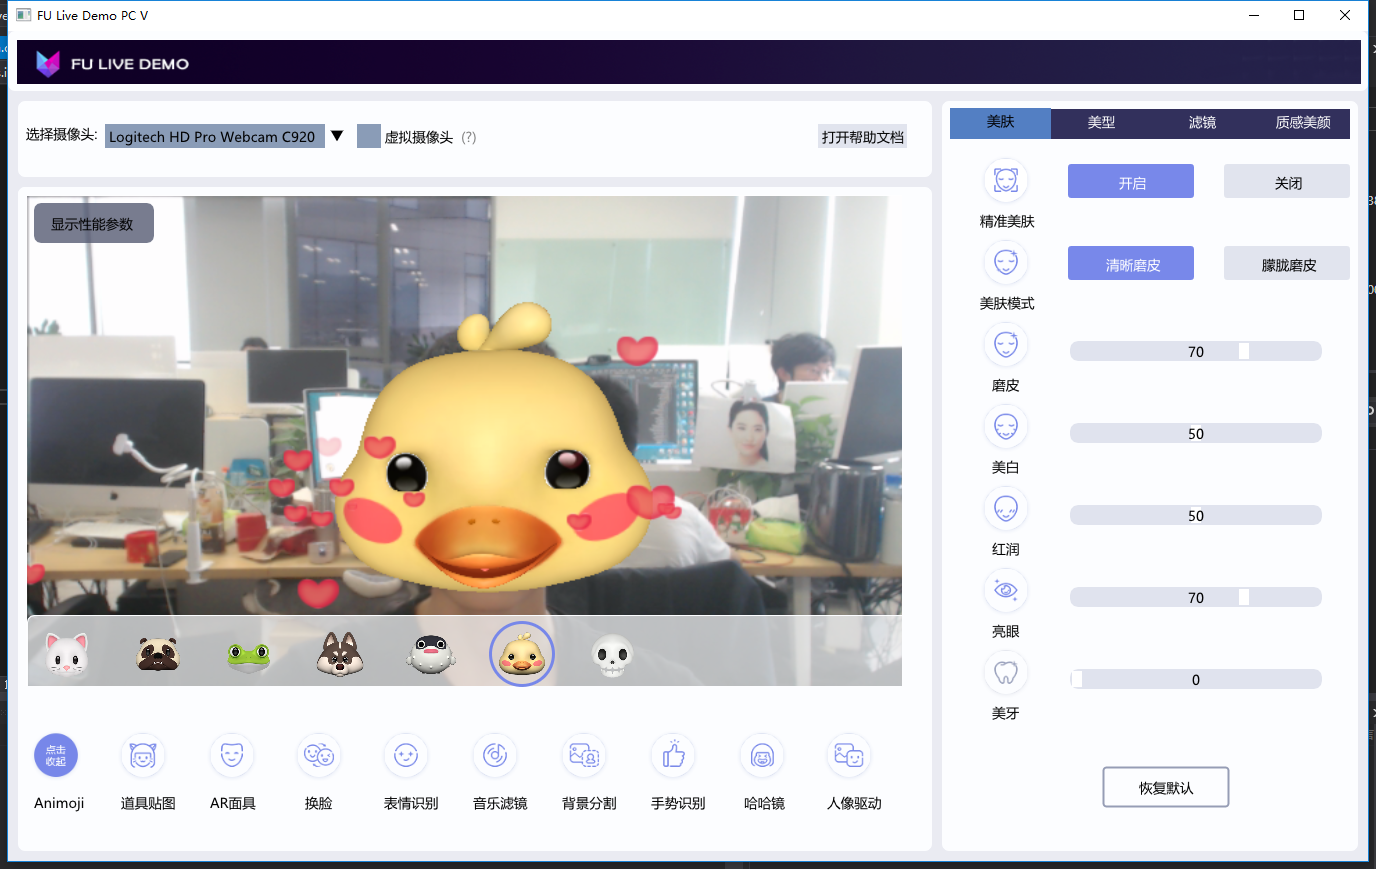 FU Live Demo PC V
FU LIVE DEMO
选择摄像头:
Logitech HD Pro Webcam C920
虚拟摄像头 (?)
打开帮助文档
显示性能参数
点击
收起
Animoji
道具贴图
AR面具
换脸
表情识别
音乐滤镜
背景分割
手势识别
哈哈镜
人像驱动
美肤
美型
滤镜
质感美颜
精准美肤
开启
关闭
美肤模式
清晰磨皮
朦胧磨皮
磨皮
70
美白
50
红润
50
亮眼
70
美牙
0
恢复默认